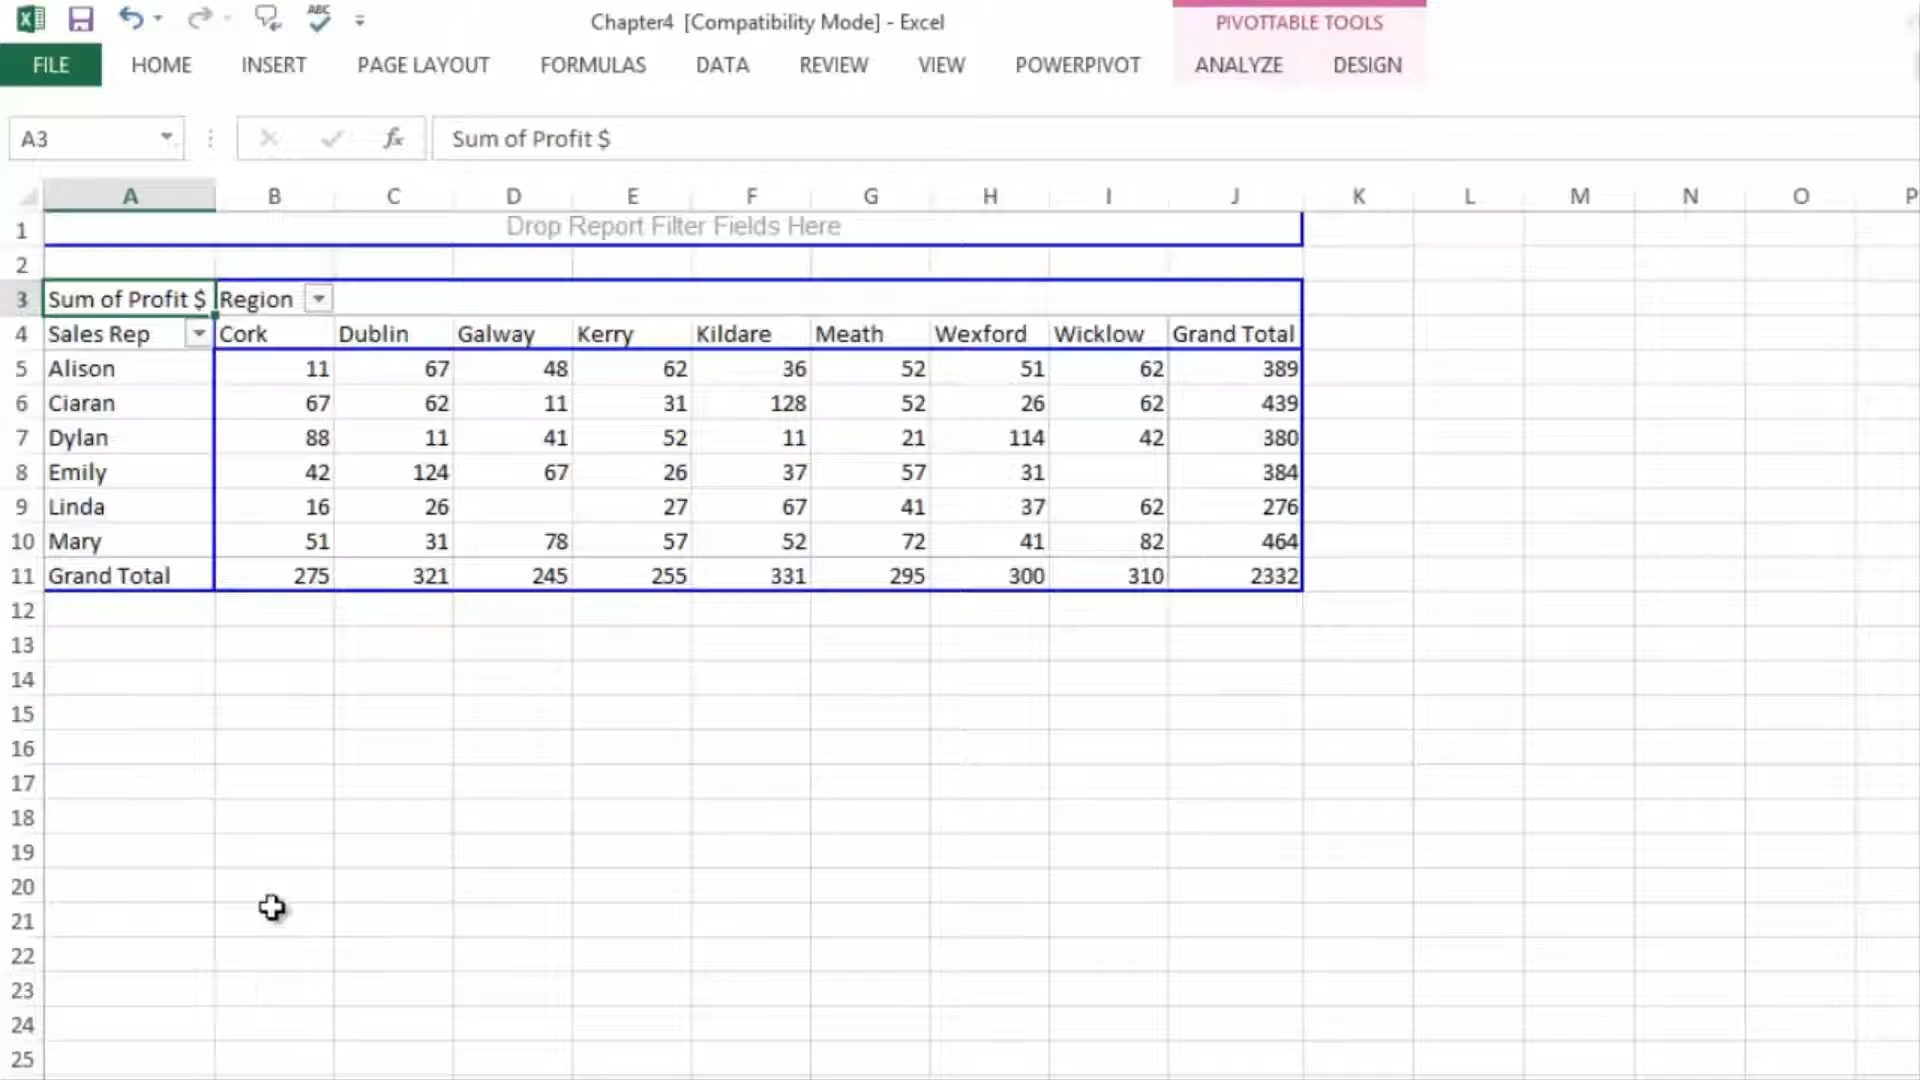 ABC
Chapter4 [Compatibility Mode] - Excel
PIVOTTABLE TOOLS
FILE HOME INSERT PAGE LAYOUT FORMULAS DATA REVIEW VIEW POWERPIVOT ANALYZE DESIGN
A3 fx Sum of Profit $
A B C D E F G H I J K L M N O P
1 Drop Report Filter Fields Here
2
3 Sum of Profit $ Region
4 Sales Rep Cork Dublin Galway Kerry Kildare Meath Wexford Wicklow Grand Total
5 Alison 11 67 48 62 36 52 51 62 389
6 Ciaran 67 62 11 31 128 52 26 62 439
7 Dylan 88 11 41 52 11 21 114 42 380
8 Emily 42 124 67 26 37 57 31 384
9 Linda 16 26 27 67 41 37 62 276
10 Mary 51 31 78 57 52 72 41 82 464
11 Grand Total 275 321 245 255 331 295 300 310 2332
12
13
14
15
16
17
18
19
20
21
22
23
24
25